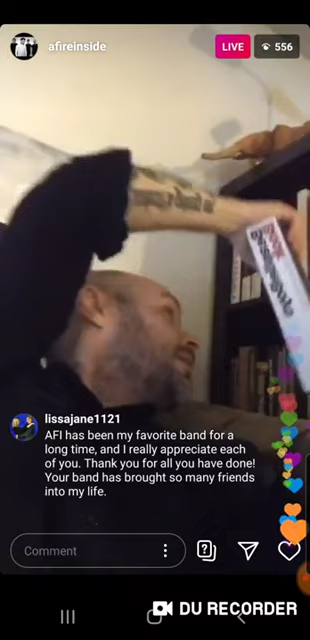 afireinside
LIVE
556
lissajane1121
AFI has been my favorite band for a
long time, and I really appreciate each
of you. Thank you for all you have done!
Your band has brought so many friends
into my life.
Comment
DU RECORDER